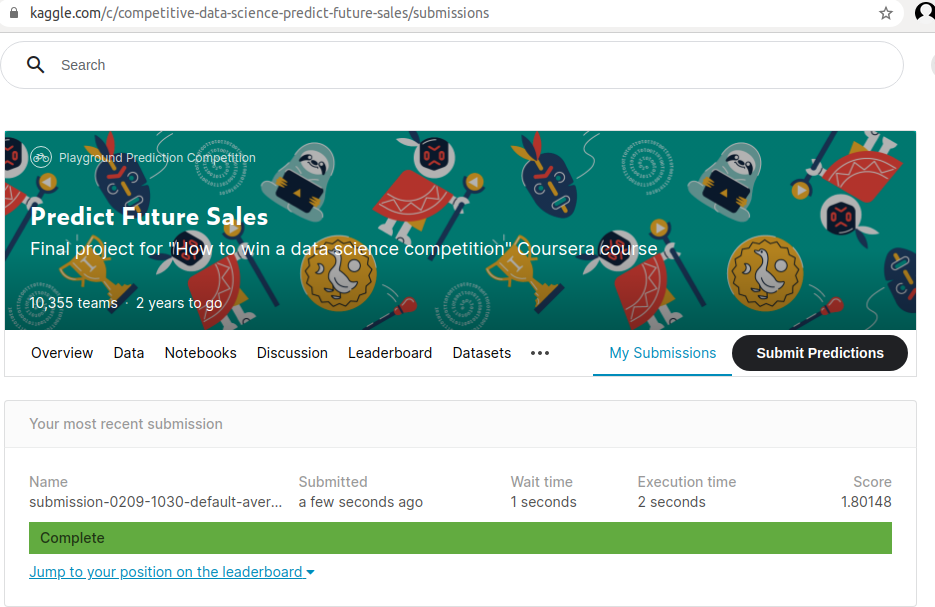 kaggle.com/c/competitive-data-science-predict-future-sales/submissions
Search
Playground Prediction Competition
Predict Future Sales
Final project for "How to win a data science competition" Coursera course
10,355 teams · 2 years to go
Overview Data Notebooks Discussion Leaderboard Datasets ••• My Submissions Submit Predictions
Your most recent submission
Name Submitted Wait time Execution time Score
submission-0209-1030-default-aver... a few seconds ago 1 seconds 2 seconds 1.80148
Complete
Jump to your position on the leaderboard